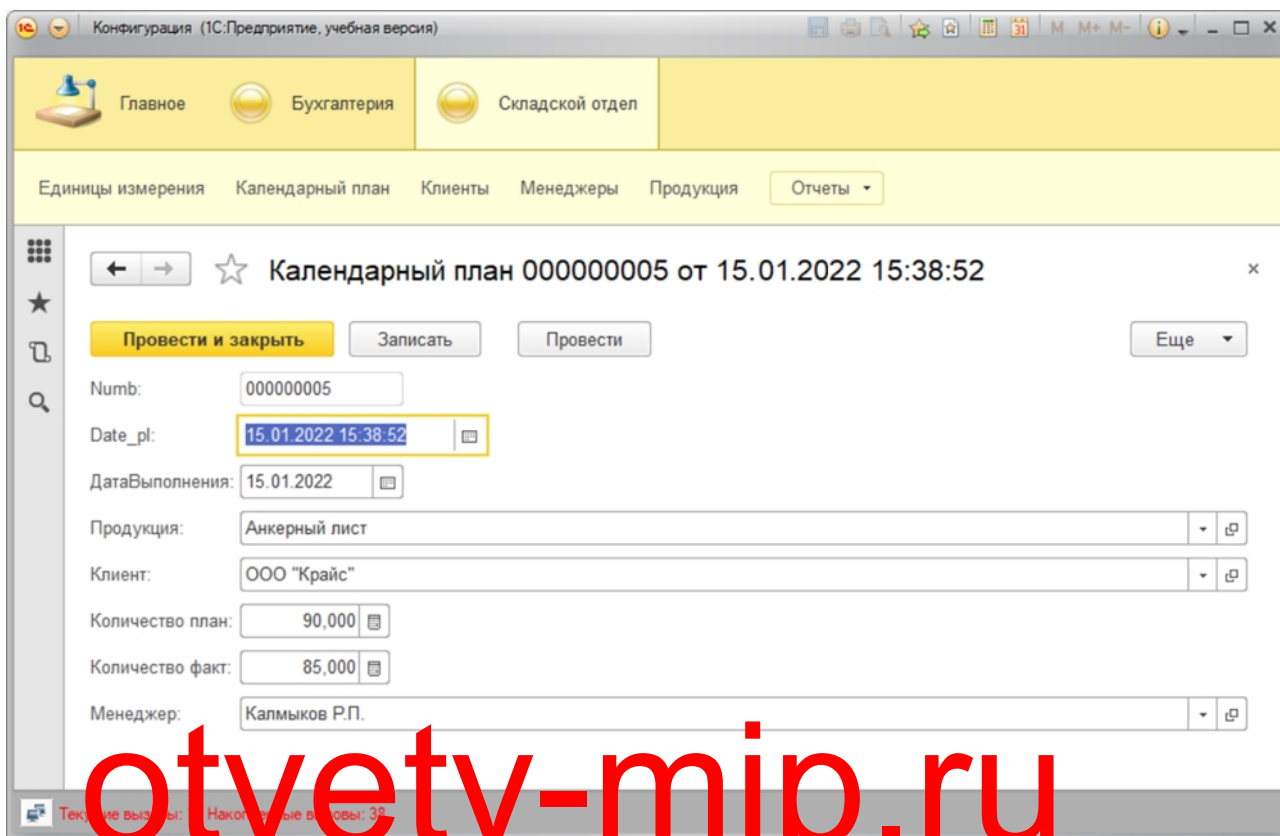 Конфигурация (1С:Предприятие, учебная версия)
M M+ M-
Главное Бухгалтерия Складской отдел
Единицы измерения Календарный план Клиенты Менеджеры Продукция Отчеты
Календарный план 000000005 от 15.01.2022 15:38:52
Провести и закрыть Записать Провести Еще
Numb: 000000005
Date_pl: 15.01.2022 15:38:52
ДатаВыполнения: 15.01.2022
Продукция: Анкерный лист
Клиент: ООО "Крайс"
Количество план: 90,000
Количество факт: 85,000
Менеджер: Калмыков Р.П.
otvety-mip.ru